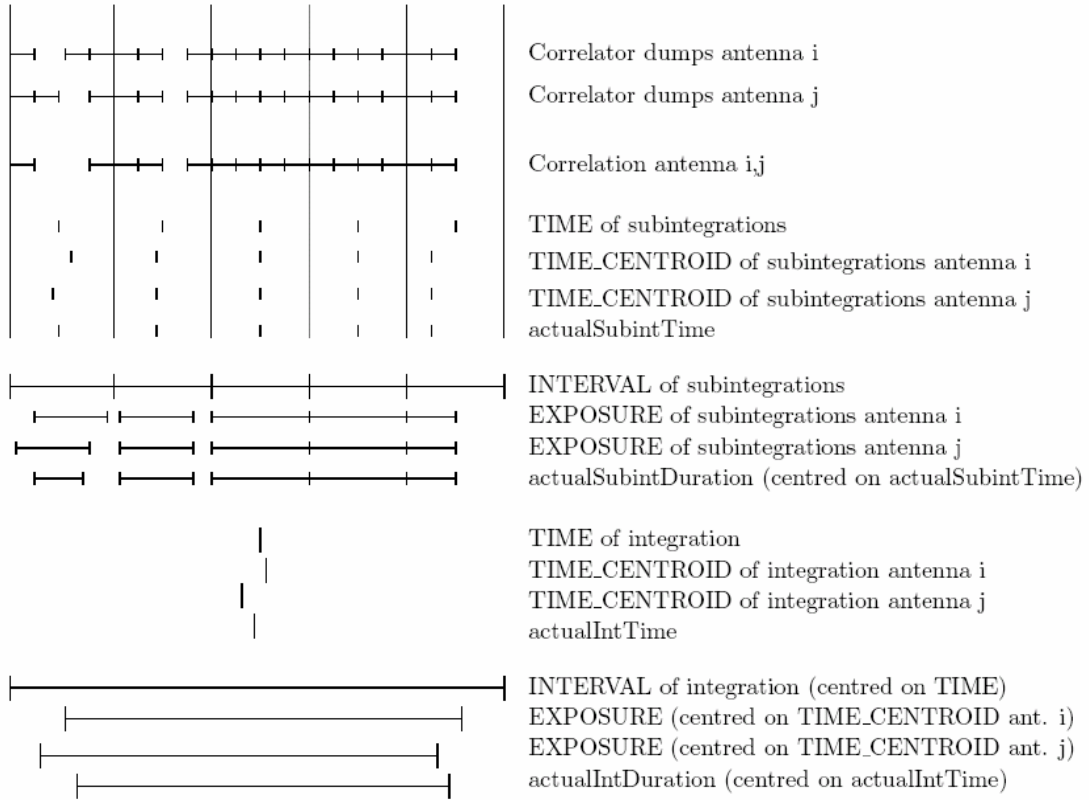 Correlator dumps antenna i
Correlator dumps antenna j
Correlation antenna i,j
TIME of subintegrations
TIME_CENTROID of subintegrations antenna i
TIME_CENTROID of subintegrations antenna j
actualSubintTime
INTERVAL of subintegrations
EXPOSURE of subintegrations antenna i
EXPOSURE of subintegrations antenna j
actualSubintDuration (centred on actualSubintTime)
TIME of integration
TIME_CENTROID of integration antenna i
TIME_CENTROID of integration antenna j
actualIntTime
INTERVAL of integration (centred on TIME)
EXPOSURE (centred on TIME_CENTROID ant. i)
EXPOSURE (centred on TIME_CENTROID ant. j)
actualIntDuration (centred on actualIntTime)